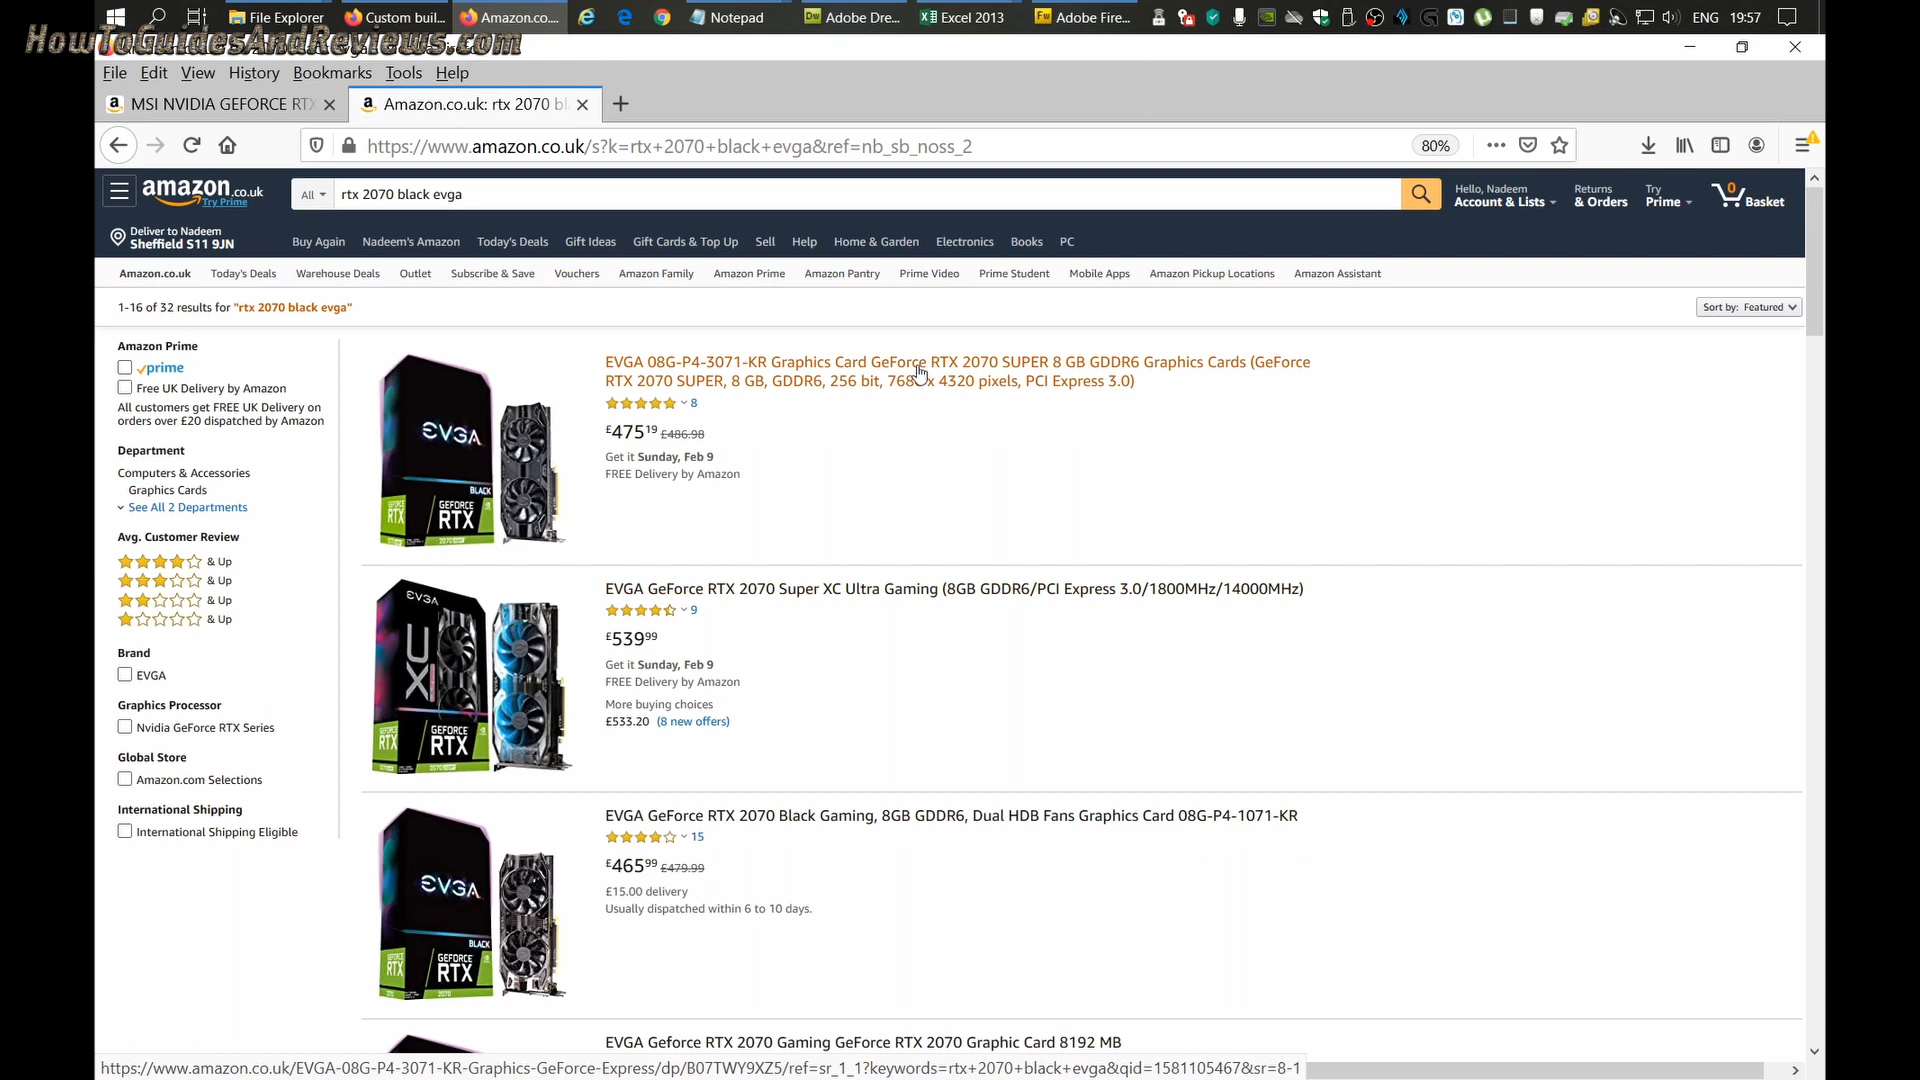 File Explorer
Custom buil...
Amazon.co....
Notepad
Adobe Dre...
Excel 2013
Adobe Fire...
ENG
19:57
HowToGuidesAndReviews.com
File Edit View History Bookmarks Tools Help
MSI NVIDIA GEFORCE RTX
Amazon.co.uk: rtx 2070 bl
https://www.amazon.co.uk/s?k=rtx+2070+black+evga&ref=nb_sb_noss_2
80%
amazon.co.uk
Try Prime
All
rtx 2070 black evga
Hello, Nadeem
Account & Lists
Returns
& Orders
Try
Prime
0
Basket
Deliver to Nadeem
Sheffield S11 9JN
Buy Again Nadeem's Amazon Today's Deals Gift Ideas Gift Cards & Top Up Sell Help Home & Garden Electronics Books PC
Amazon.co.uk Today's Deals Warehouse Deals Outlet Subscribe & Save Vouchers Amazon Family Amazon Prime Amazon Pantry Prime Video Prime Student Mobile Apps Amazon Pickup Locations Amazon Assistant
1-16 of 32 results for "rtx 2070 black evga"
Sort by: Featured
Amazon Prime
prime
Free UK Delivery by Amazon
All customers get FREE UK Delivery on
orders over £20 dispatched by Amazon
Department
Computers & Accessories
Graphics Cards
See All 2 Departments
Avg. Customer Review
& Up
& Up
& Up
& Up
Brand
EVGA
Graphics Processor
Nvidia GeForce RTX Series
Global Store
Amazon.com Selections
International Shipping
International Shipping Eligible
EVGA
BLACK
GEFORCE
RTX
RTX
EVGA 08G-P4-3071-KR Graphics Card GeForce RTX 2070 SUPER 8 GB GDDR6 Graphics Cards (GeForce
RTX 2070 SUPER, 8 GB, GDDR6, 256 bit, 768 x 4320 pixels, PCI Express 3.0)
8
£475 19 £486.98
Get it Sunday, Feb 9
FREE Delivery by Amazon
EVGA
XC
GEFORCE
RTX
RTX
EVGA GeForce RTX 2070 Super XC Ultra Gaming (8GB GDDR6/PCI Express 3.0/1800MHz/14000MHz)
9
£539 99
Get it Sunday, Feb 9
FREE Delivery by Amazon
More buying choices
£533.20 (8 new offers)
EVGA
BLACK
GEFORCE
RTX
RTX
2070
EVGA GeForce RTX 2070 Black Gaming, 8GB GDDR6, Dual HDB Fans Graphics Card 08G-P4-1071-KR
15
£465 99 £479.99
£15.00 delivery
Usually dispatched within 6 to 10 days.
EVGA Geforce RTX 2070 Gaming GeForce RTX 2070 Graphic Card 8192 MB
https://www.amazon.co.uk/EVGA-08G-P4-3071-KR-Graphics-GeForce-Express/dp/B07TWY9XZ5/ref=sr_1_1?keywords=rtx+2070+black+evga&qid=1581105467&sr=8-1